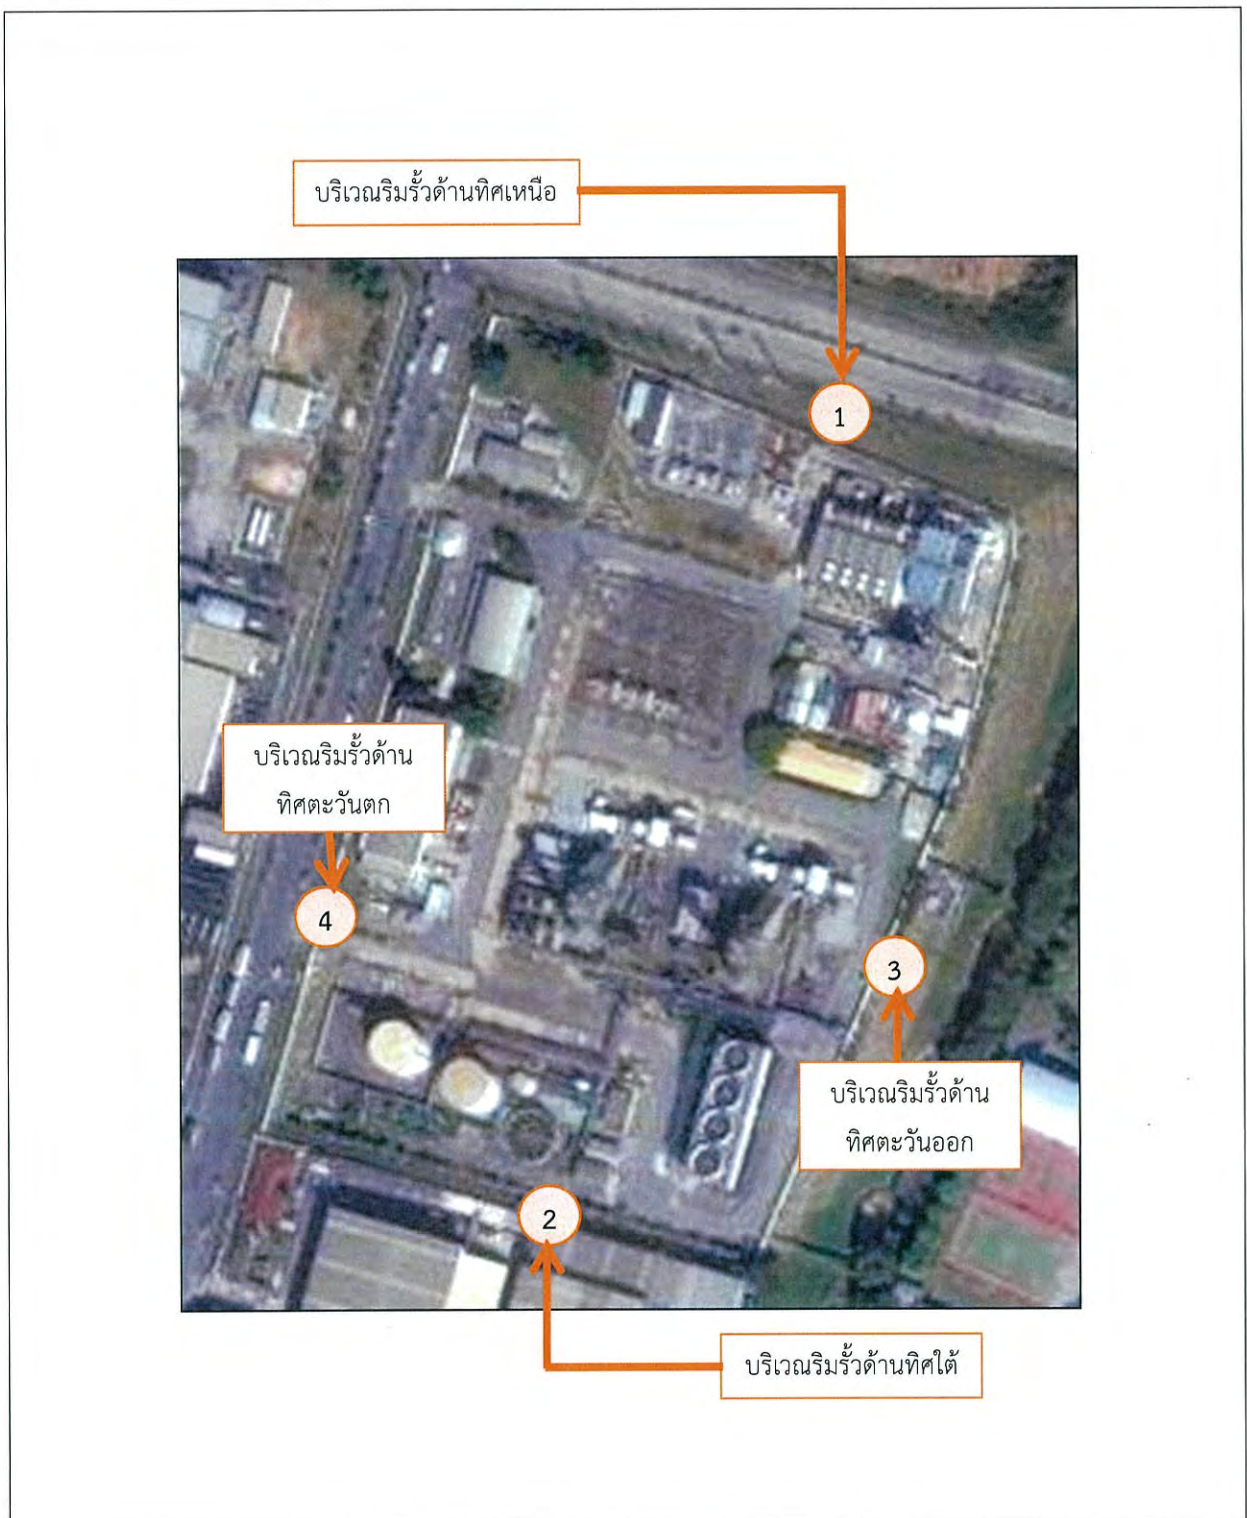 บริเวณริมรั้วด้านทิศเหนือ
1
บริเวณริมรั้วด้าน
ทิศตะวันตก
4
3
บริเวณริมรั้วด้าน
ทิศตะวันออก
2
บริเวณริมรั้วด้านทิศใต้